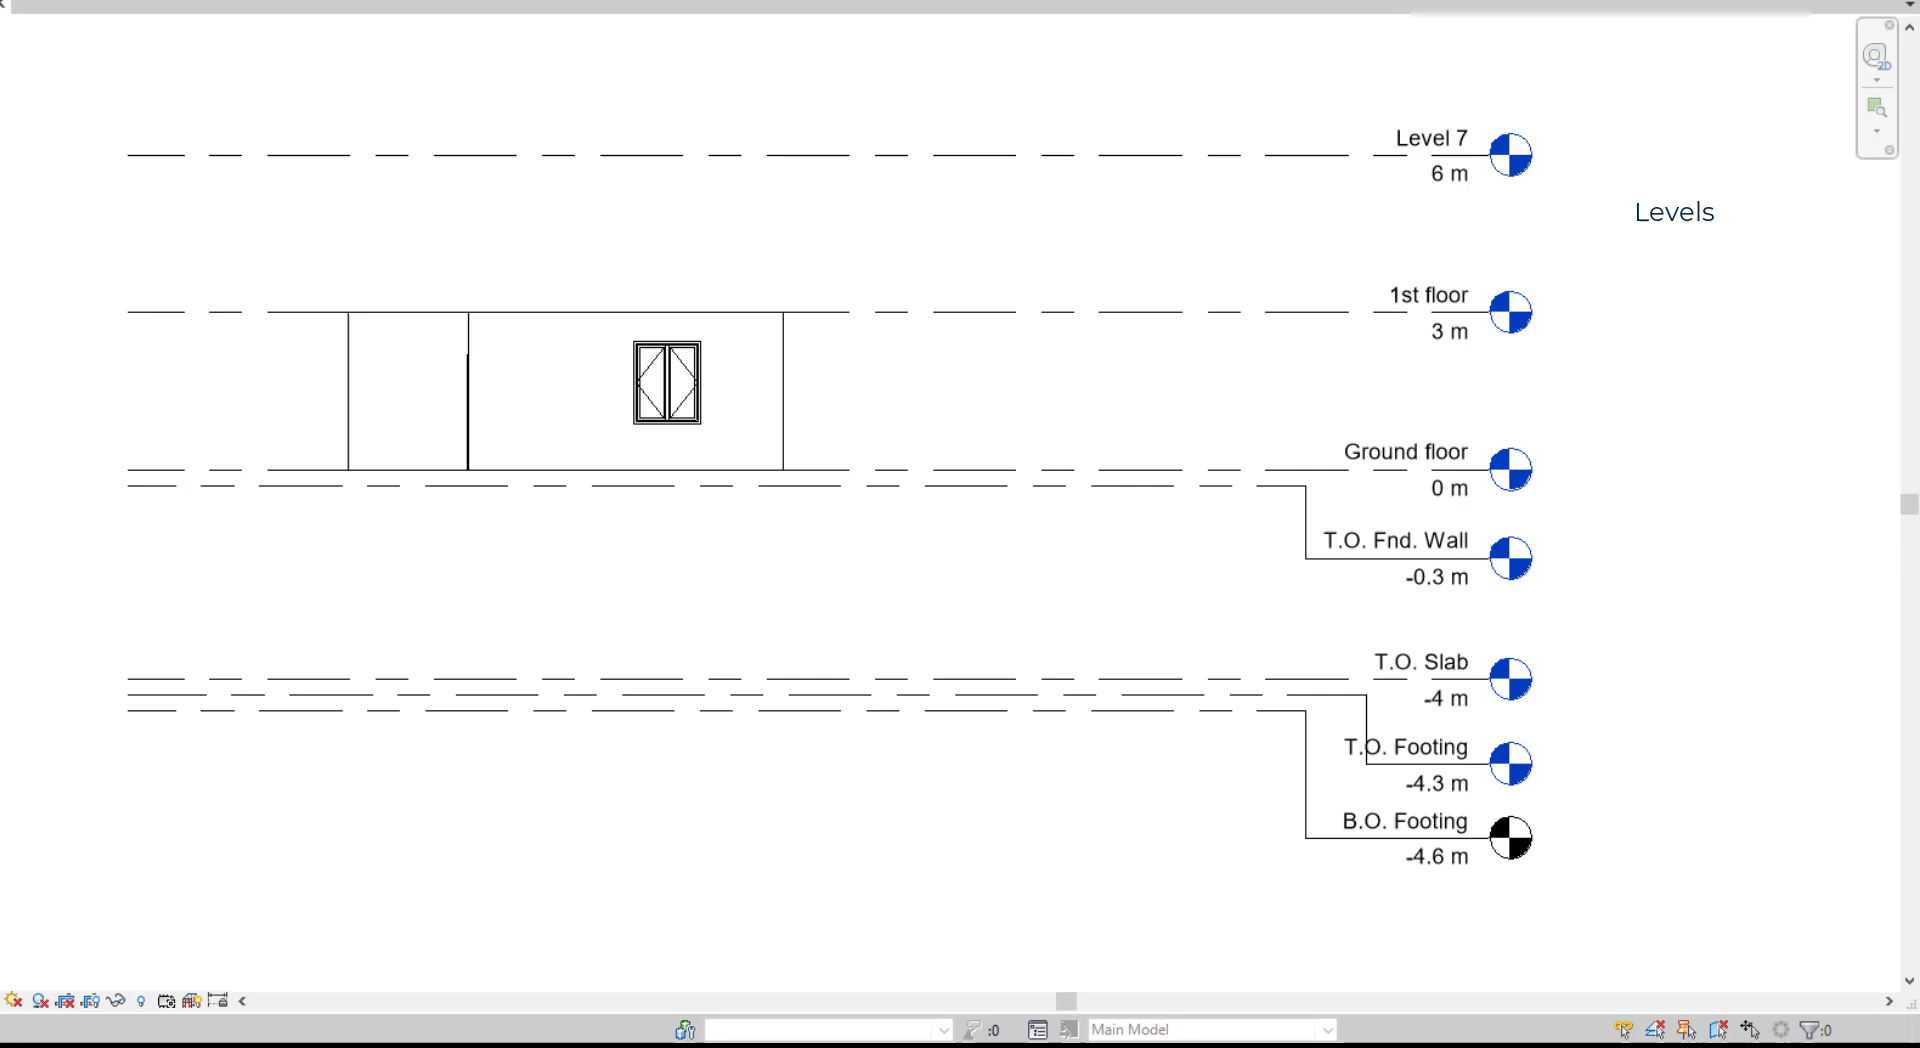 Level 7
6 m
Levels
1st floor
3 m
Ground floor
0 m
T.O. Fnd. Wall
-0.3 m
T.O. Slab
-4 m
T.O. Footing
-4.3 m
B.O. Footing
-4.6 m
:0
Main Model
:0
2D